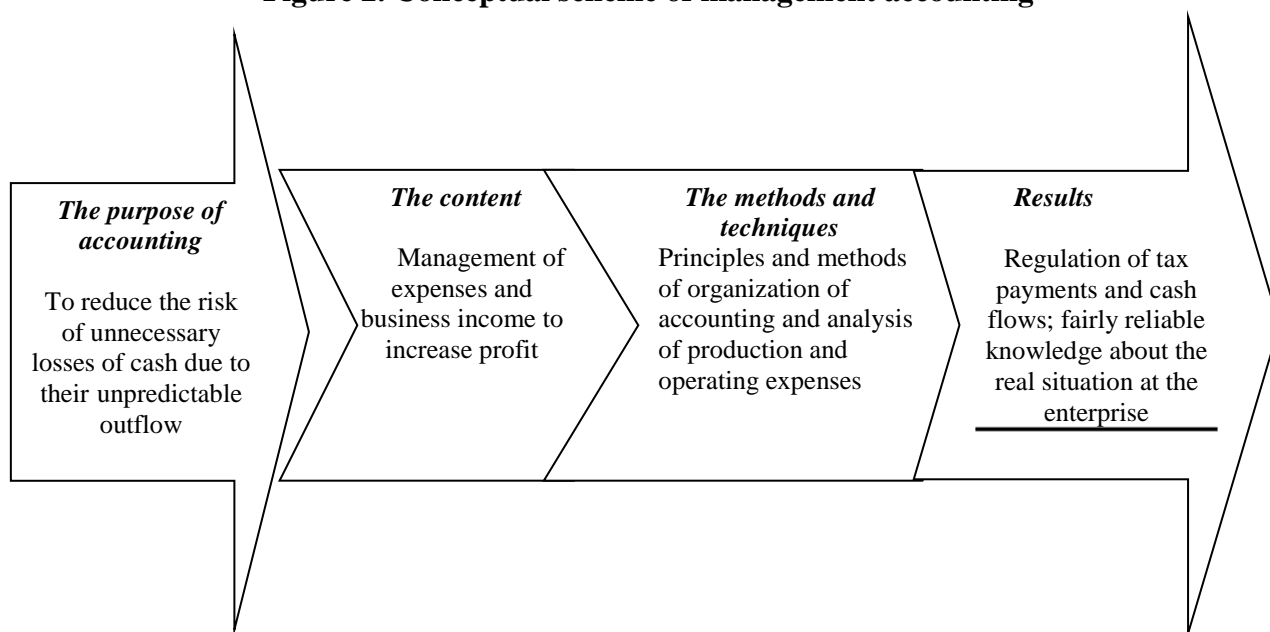 Figure 2. Conceptual scheme of management accounting
The purpose of
accounting
To reduce the risk
of unnecessary
losses of cash due to
their unpredictable
outflow
The content
Management of
expenses and
business income to
increase profit
The methods and
techniques
Principles and methods
of organization of
accounting and analysis
of production and
operating expenses
Results
Regulation of tax
payments and cash
flows; fairly reliable
knowledge about the
real situation at the
enterprise